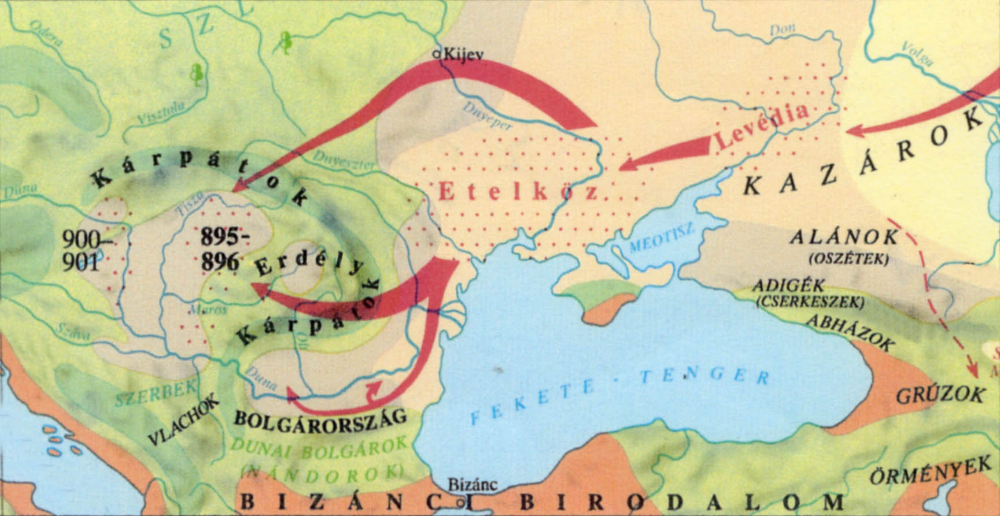 Odera
S Z L
Kijev
Don
Volga
Visztula
Dnyeper
Levédia
KAZÁROK
Kárpátok
Dnyeszter
Duna
Tisza
Etelköz
900–
901
895-
896
Erdély
MEOTISZ
ALÁNOK
(OSZÉTEK)
ADIGÉK
(CSERKESZEK)
ABHÁZOK
Maros
Kárpátok
Száva
Olt
Duna
SZERBEK
VLACHOK
FEKETE-TENGER
GRÚZOK
BOLGÁRORSZÁG
DUNAI BOLGÁROK
(NÁNDOROK)
ÖRMÉNYEK
Bizánc
BIZÁNCI BIRODALOM